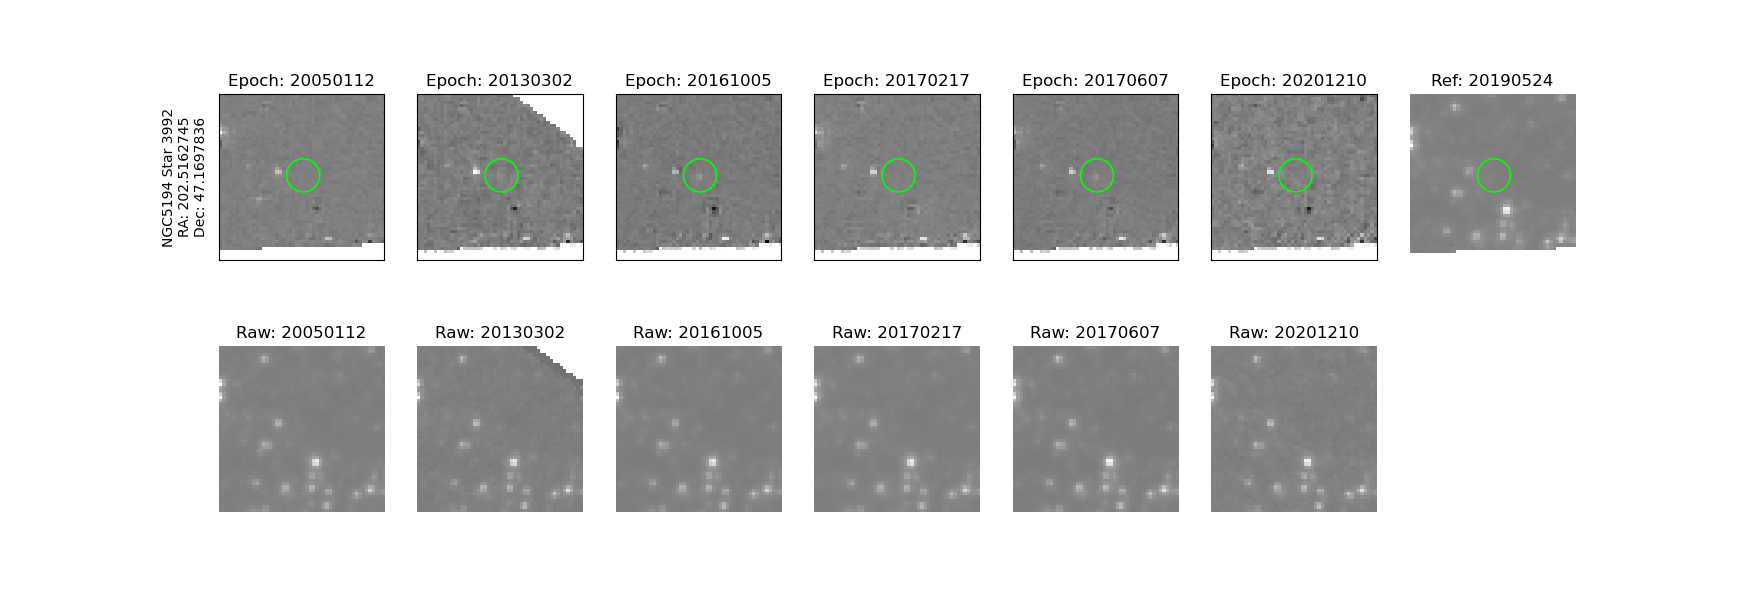 Epoch: 20050112
Epoch: 20130302
Epoch: 20161005
Epoch: 20170217
Epoch: 20170607
Epoch: 20201210
Ref: 20190524
NGC5194 Star 3992
RA: 202.5162745
Dec: 47.1697836
Raw: 20050112
Raw: 20130302
Raw: 20161005
Raw: 20170217
Raw: 20170607
Raw: 20201210